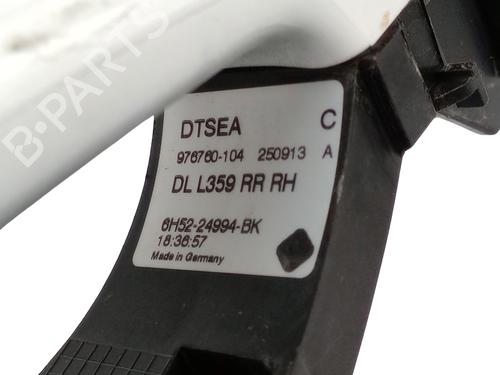 B-PARTS
DTSEA C
976760-104 250913 A
DL L359 RR RH
6H52-24994-BK
18:36:57
Made in Germany